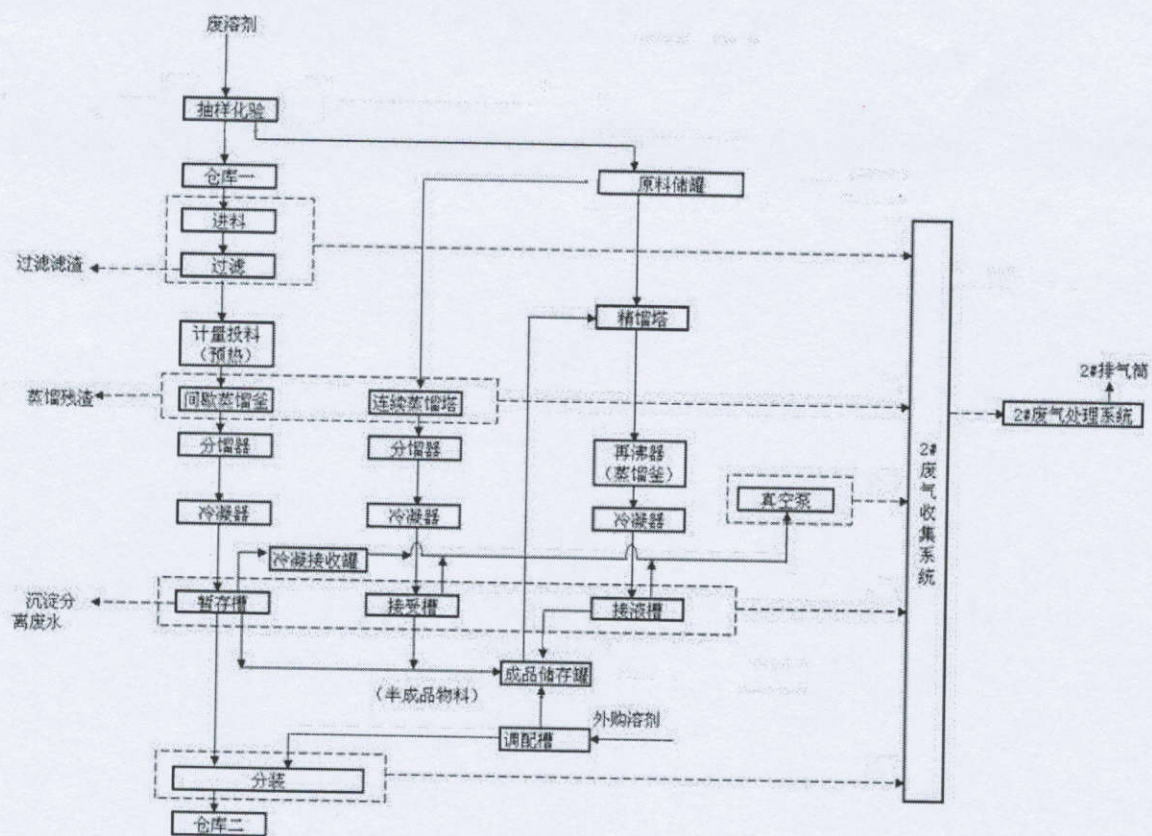 废溶剂
抽样化验
仓库一
原料储罐
进料
过滤滤渣
过滤
精馏塔
计量投料
(预热)
2#排气筒
蒸馏残渣
间歇蒸馏釜
连续蒸馏塔
2#废气处理系统
分馏器
分馏器
再沸器
(蒸馏釜)
2#废气收集系统
真空泵
冷凝器
冷凝器
冷凝器
冷凝接收罐
沉淀分
离废水
暂存槽
接受槽
接液槽
成品储存罐
(半成品物料)
外购溶剂
调配槽
分装
仓库二